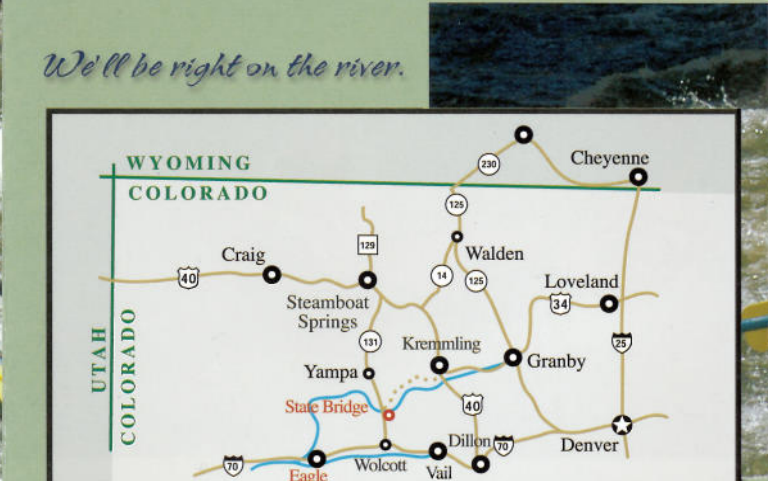 We'll be right on the river.
WYOMING
COLORADO
230
Cheyenne
125
129
Walden
Craig
40
14
125
Loveland
34
Steamboat
Springs
131
Kremmling
25
UTAH
COLORADO
Yampa
Granby
State Bridge
40
Dillon
70
Denver
70
Eagle
Wolcott
Vail